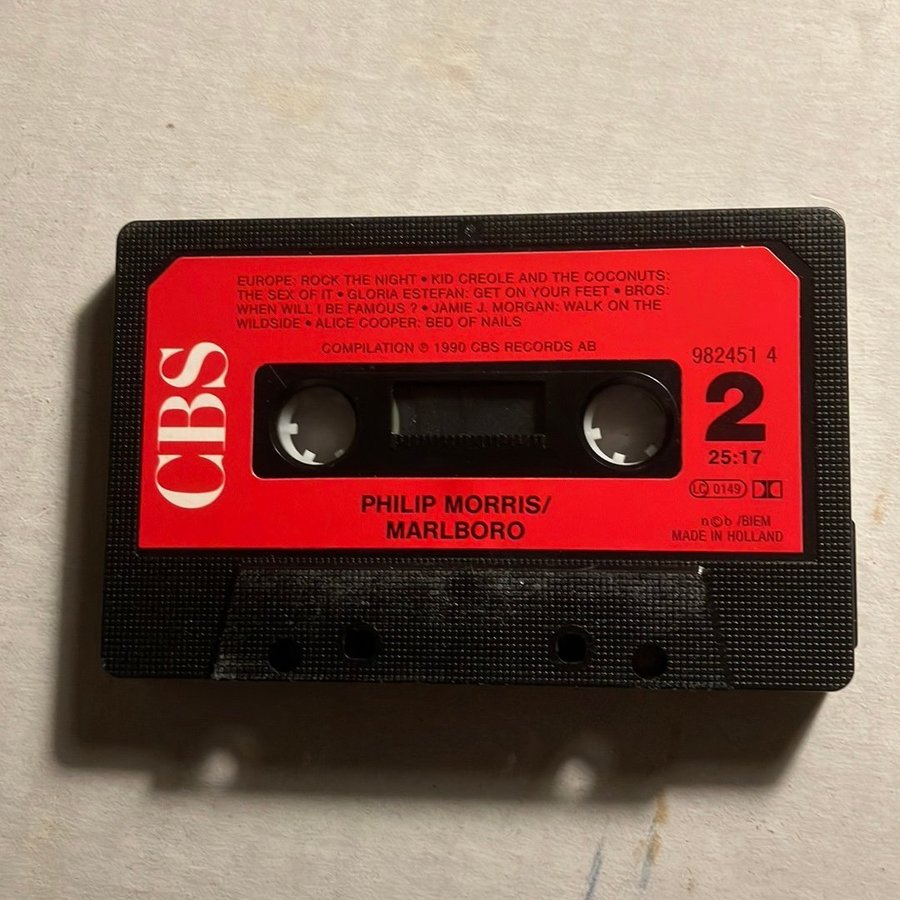 EUROPE: ROCK THE NIGHT • KID CREOLE AND THE COCONUTS:
THE SEX OF IT • GLORIA ESTEFAN: GET ON YOUR FEET • BROS:
WHEN WILL I BE FAMOUS ? • JAMIE J. MORGAN: WALK ON THE
WILDSIDE • ALICE COOPER: BED OF NAILS
COMPILATION ℗ 1990 CBS RECORDS AB
CBS
982451 4
2
25:17
LC 0149
PHILIP MORRIS/
MARLBORO
n©b /BIEM
MADE IN HOLLAND